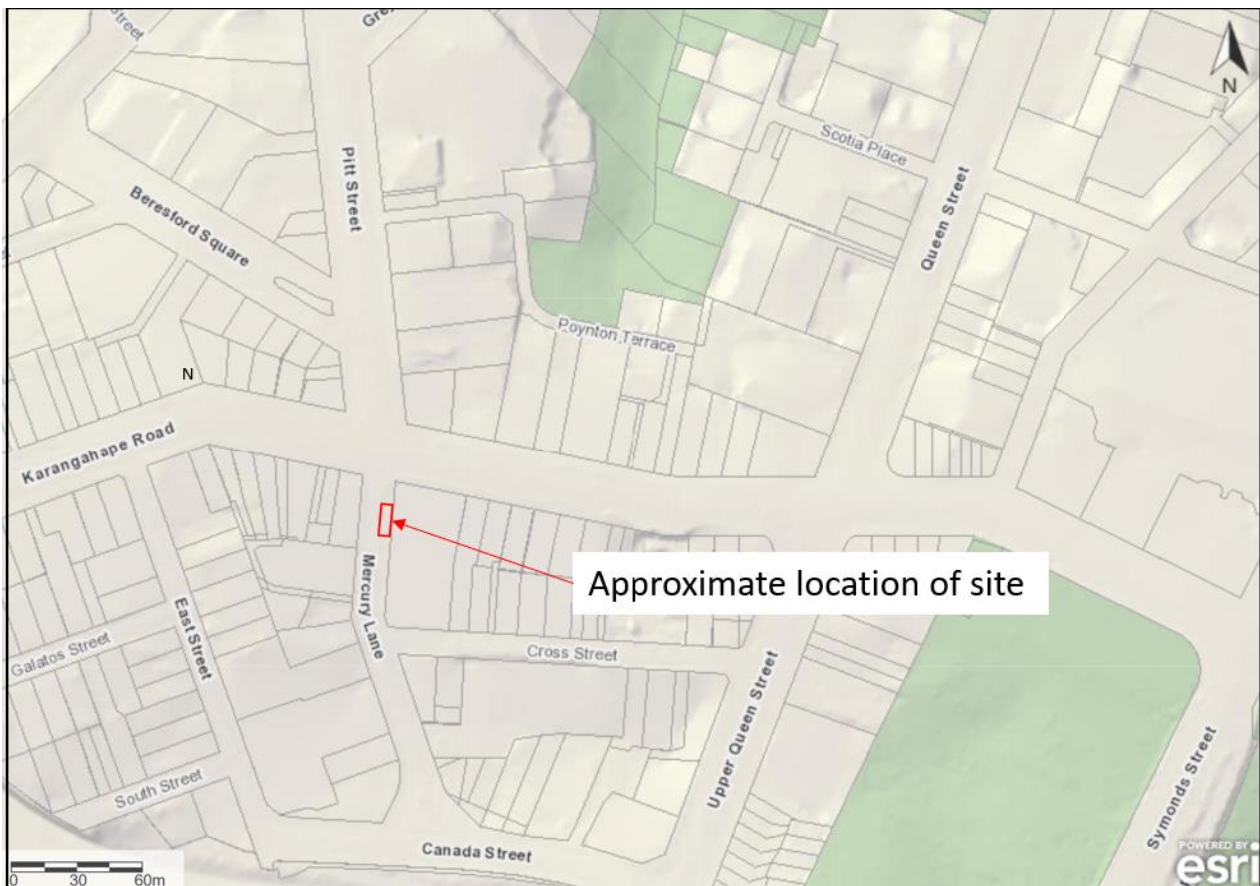 Street
Gre
N
Scotia Place
Pitt Street
Queen Street
Beresford Square
Poynton Terrace
N
Karangahape Road
Approximate location of site
Mercury Lane
East Street
Galatos Street
Cross Street
Upper Queen Street
South Street
Symonds Street
Canada Street
POWERED BY
esri
0 30 60m